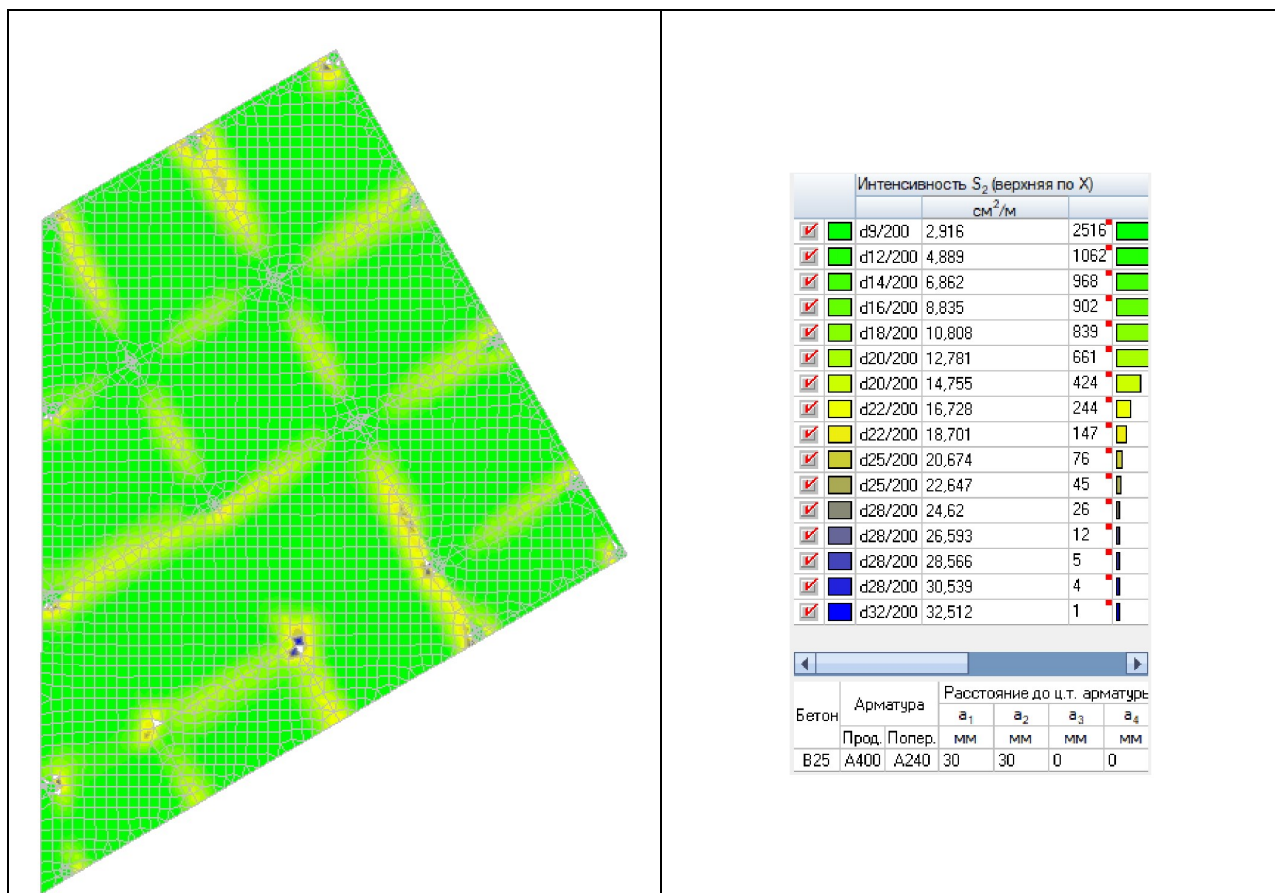 Интенсивность S₂ (верхняя по X)
см²/м
d9/200 2,916 2516
d12/200 4,889 1062
d14/200 6,862 968
d16/200 8,835 902
d18/200 10,808 839
d20/200 12,781 661
d20/200 14,755 424
d22/200 16,728 244
d22/200 18,701 147
d25/200 20,674 76
d25/200 22,647 45
d28/200 24,62 26
d28/200 26,593 12
d28/200 28,566 5
d28/200 30,539 4
d32/200 32,512 1
Бетон Арматура Расстояние до ц.т. арматуры
a₁ a₂ a₃ a₄
Прод. Попер. мм мм мм мм
B25 A400 A240 30 30 0 0